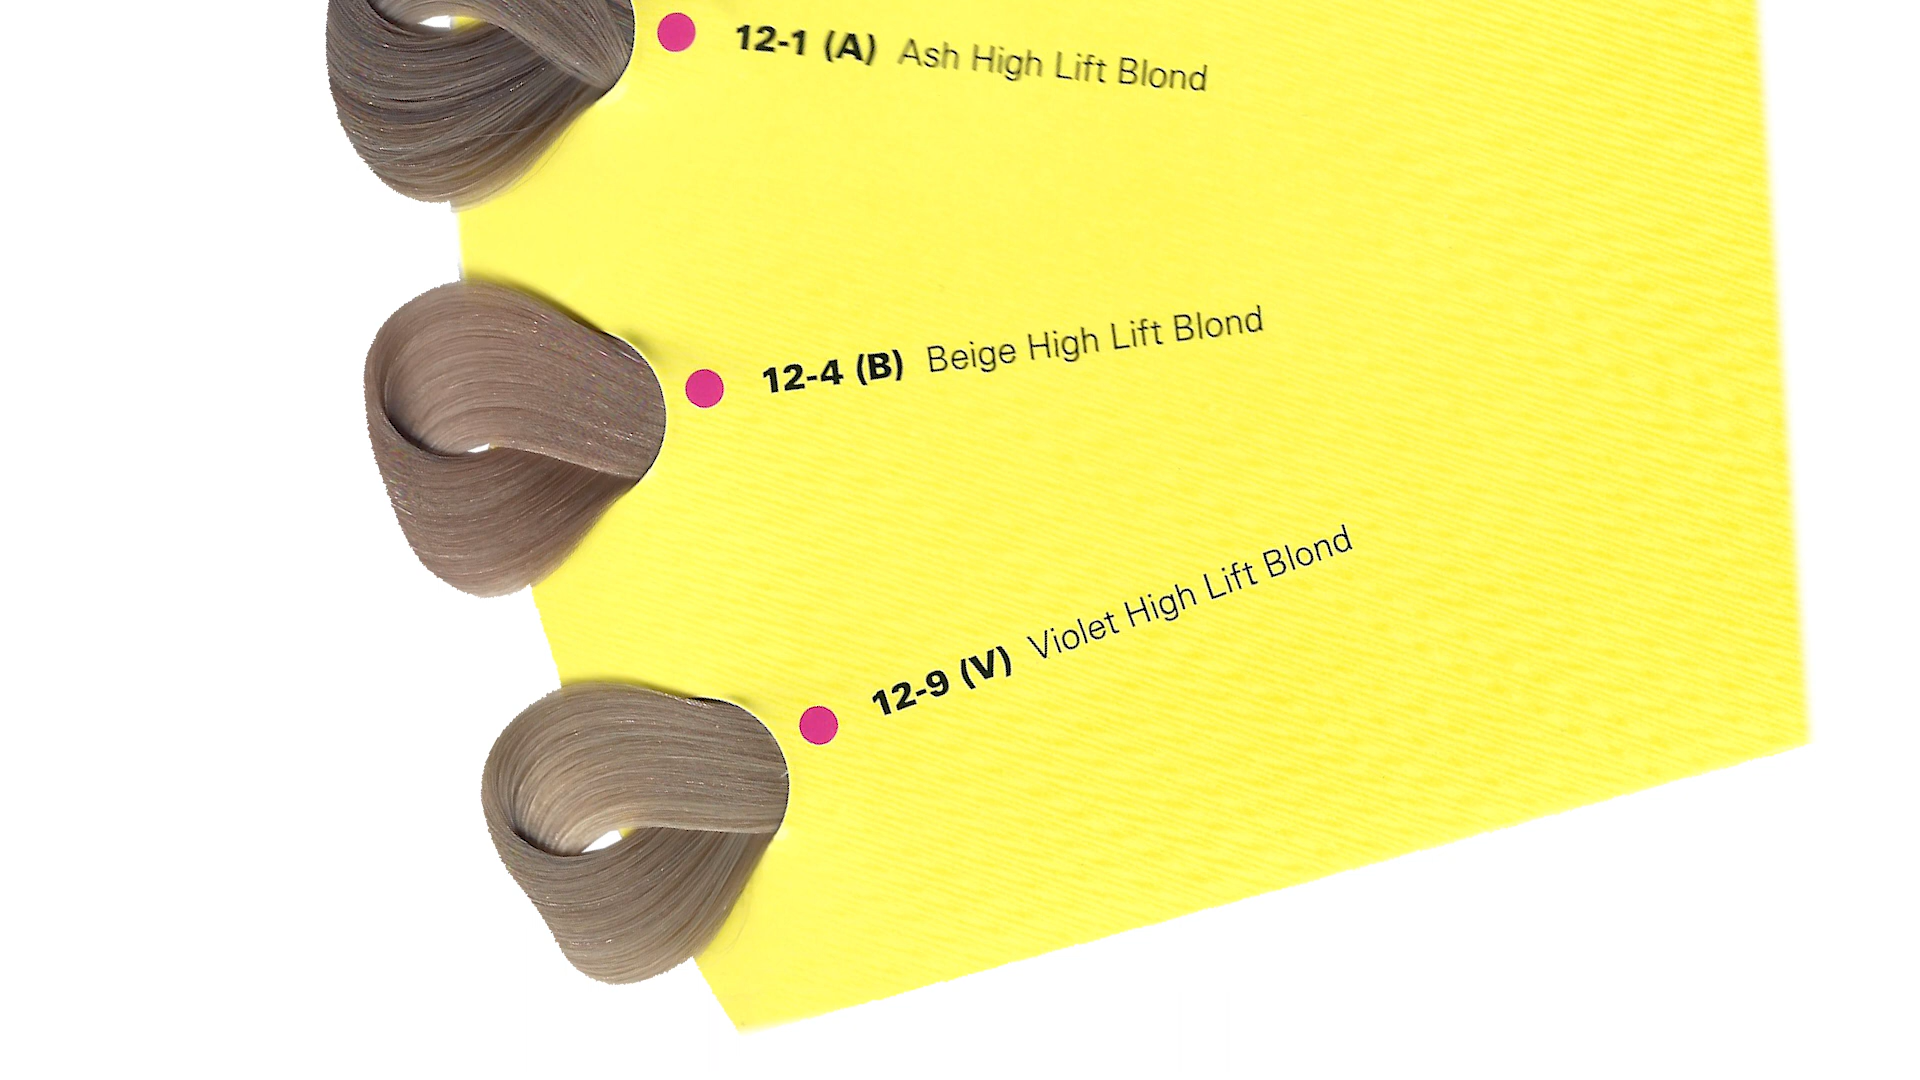 12-1 (A) Ash High Lift Blond
12-4 (B) Beige High Lift Blond
12-9 (V) Violet High Lift Blond